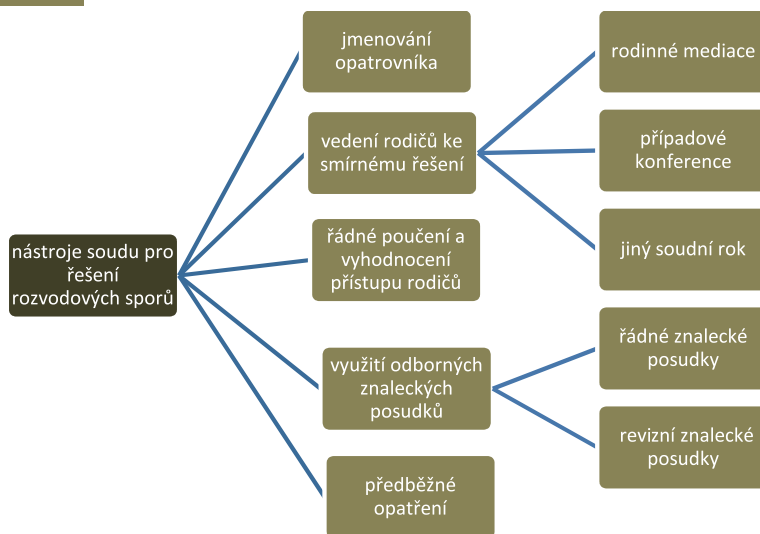 nástroje soudu pro
řešení
rozvodových sporů
jmenování
opatrovníka
vedení rodičů ke
smírnému řešení
řádné poučení a
vyhodnocení
přístupu rodičů
využití odborných
znaleckých
posudků
předběžné
opatření
rodinné mediace
případové
konference
jiný soudní rok
řádné znalecké
posudky
revizní znalecké
posudky